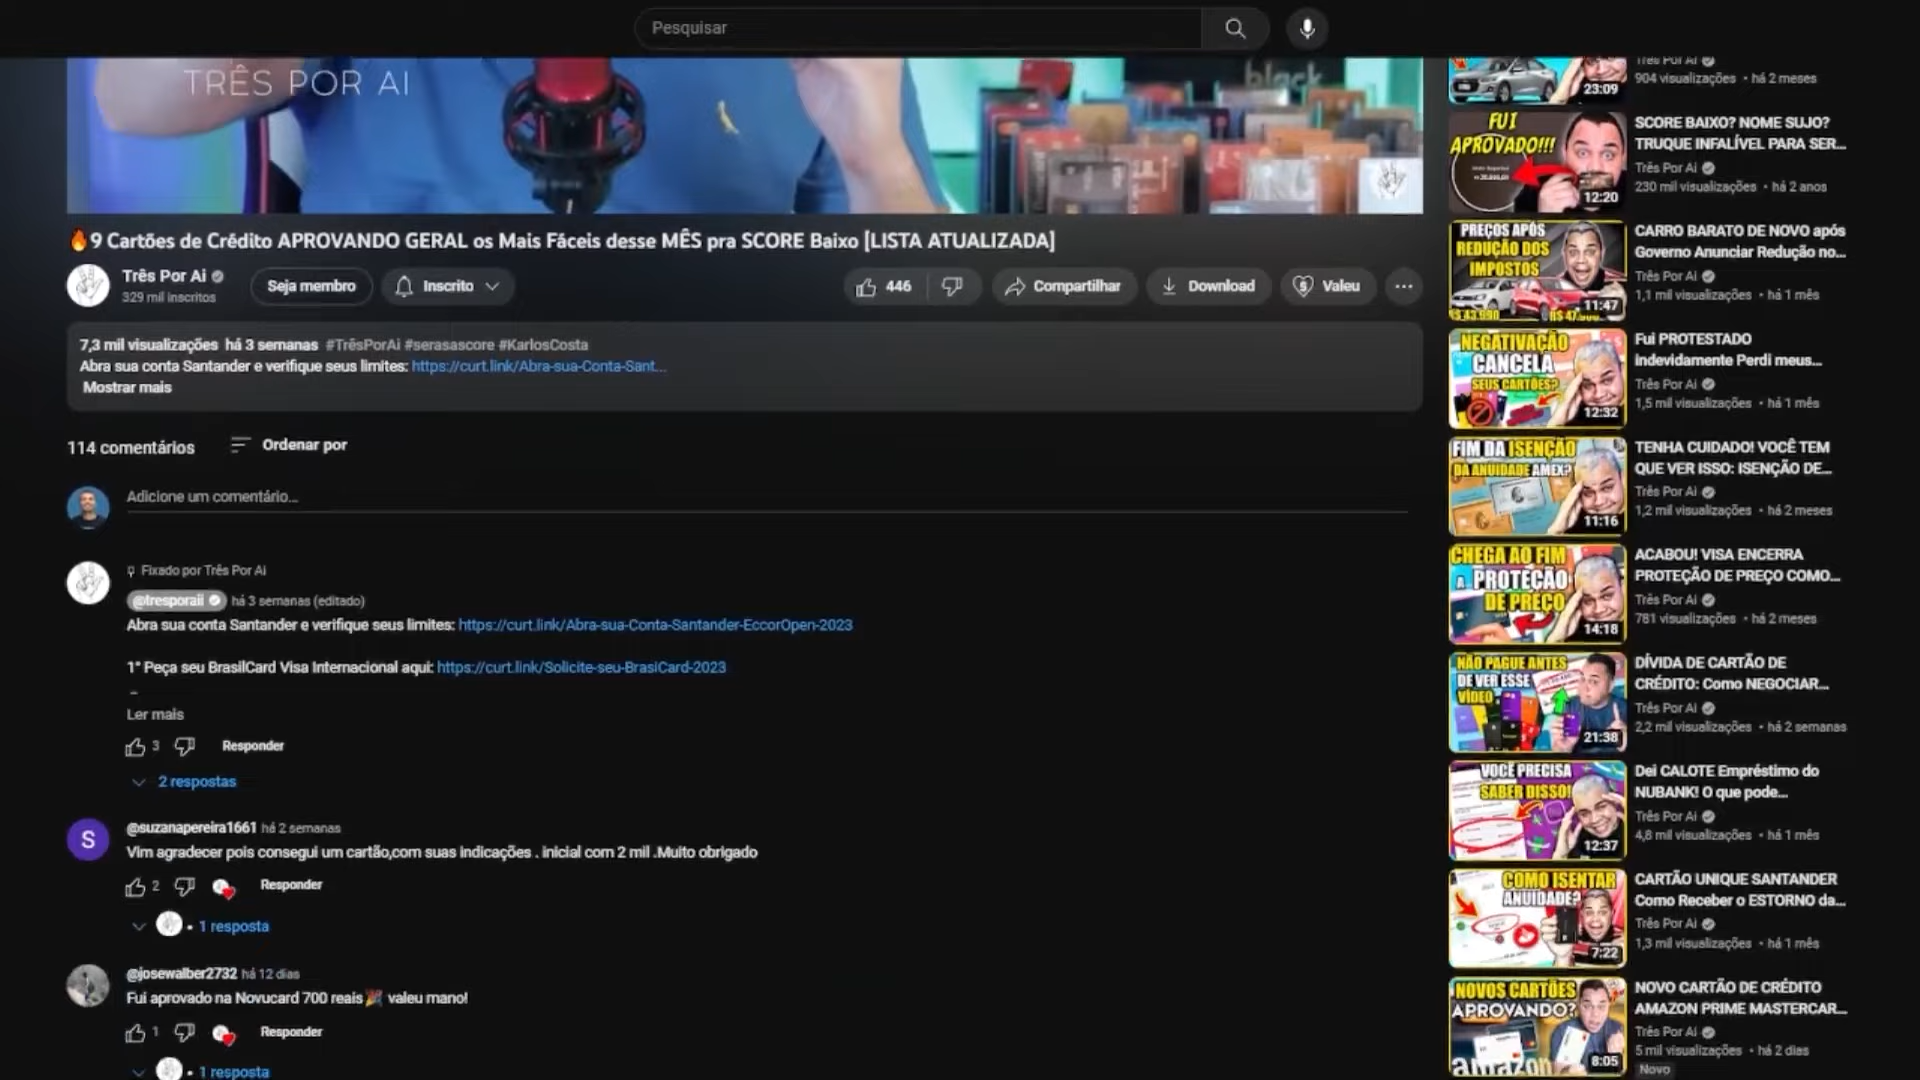 Pesquisar
TRÊS POR AI
black
🔥9 Cartões de Crédito APROVANDO GERAL os Mais Fáceis desse MÊS pra SCORE Baixo [LISTA ATUALIZADA]
Três Por Ai
329 mil inscritos
Seja membro
Inscrito
446
Compartilhar
Download
Valeu
7,3 mil visualizações há 3 semanas #TrêsPorAi #serasascore #KarlosCosta
Abra sua conta Santander e verifique seus limites: https://curt.link/Abra-sua-Conta-Sant...
Mostrar mais
114 comentários
Ordenar por
Adicione um comentário...
Fixado por Três Por Ai
@tresporaii há 3 semanas (editado)
Abra sua conta Santander e verifique seus limites: https://curt.link/Abra-sua-Conta-Santander-EccorOpen-2023
1° Peça seu BrasilCard Visa Internacional aqui: https://curt.link/Solicite-seu-BrasiCard-2023
_
Ler mais
3
Responder
2 respostas
S
@suzanapereira1661 há 2 semanas
Vim agradecer pois consegui um cartão,com suas indicações . inicial com 2 mil .Muito obrigado
2
Responder
• 1 resposta
@josewalber2732 há 12 dias
Fui aprovado na Novucard 700 reais🎉 valeu mano!
1
Responder
• 1 resposta
23:09
Três Por Ai
904 visualizações • há 2 meses
FUI
APROVADO!!!
12:20
SCORE BAIXO? NOME SUJO?
TRUQUE INFALÍVEL PARA SER...
Três Por Ai
230 mil visualizações • há 2 anos
PREÇOS APÓS
REDUÇÃO DOS
IMPOSTOS
11:47
CARRO BARATO DE NOVO após
Governo Anunciar Redução no...
Três Por Ai
1,1 mil visualizações • há 1 mês
NEGATIVAÇÃO
CANCELA
SEUS CARTÕES?
12:32
Fui PROTESTADO
indevidamente Perdi meus...
Três Por Ai
1,5 mil visualizações • há 1 mês
FIM DA ISENÇÃO
DA ANUIDADE AMEX?
11:16
TENHA CUIDADO! VOCÊ TEM
QUE VER ISSO: ISENÇÃO DE...
Três Por Ai
1,2 mil visualizações • há 2 meses
CHEGA AO FIM
A PROTEÇÃO
DE PREÇO
14:18
ACABOU! VISA ENCERRA
PROTEÇÃO DE PREÇO COMO...
Três Por Ai
781 visualizações • há 2 meses
NÃO PAGUE ANTES
DE VER ESSE
VÍDEO
21:38
DÍVIDA DE CARTÃO DE
CRÉDITO: Como NEGOCIAR...
Três Por Ai
2,2 mil visualizações • há 2 semanas
VOCÊ PRECISA
SABER DISSO!
12:37
Dei CALOTE Empréstimo do
NUBANK! O que pode...
Três Por Ai
4,8 mil visualizações • há 1 mês
COMO ISENTAR
ANUIDADE?
7:22
CARTÃO UNIQUE SANTANDER
Como Receber o ESTORNO da...
Três Por Ai
1,3 mil visualizações • há 1 mês
NOVOS CARTÕES
APROVANDO?
amazon
8:05
NOVO CARTÃO DE CRÉDITO
AMAZON PRIME MASTERCAR...
Três Por Ai
5 mil visualizações • há 2 dias
Novo